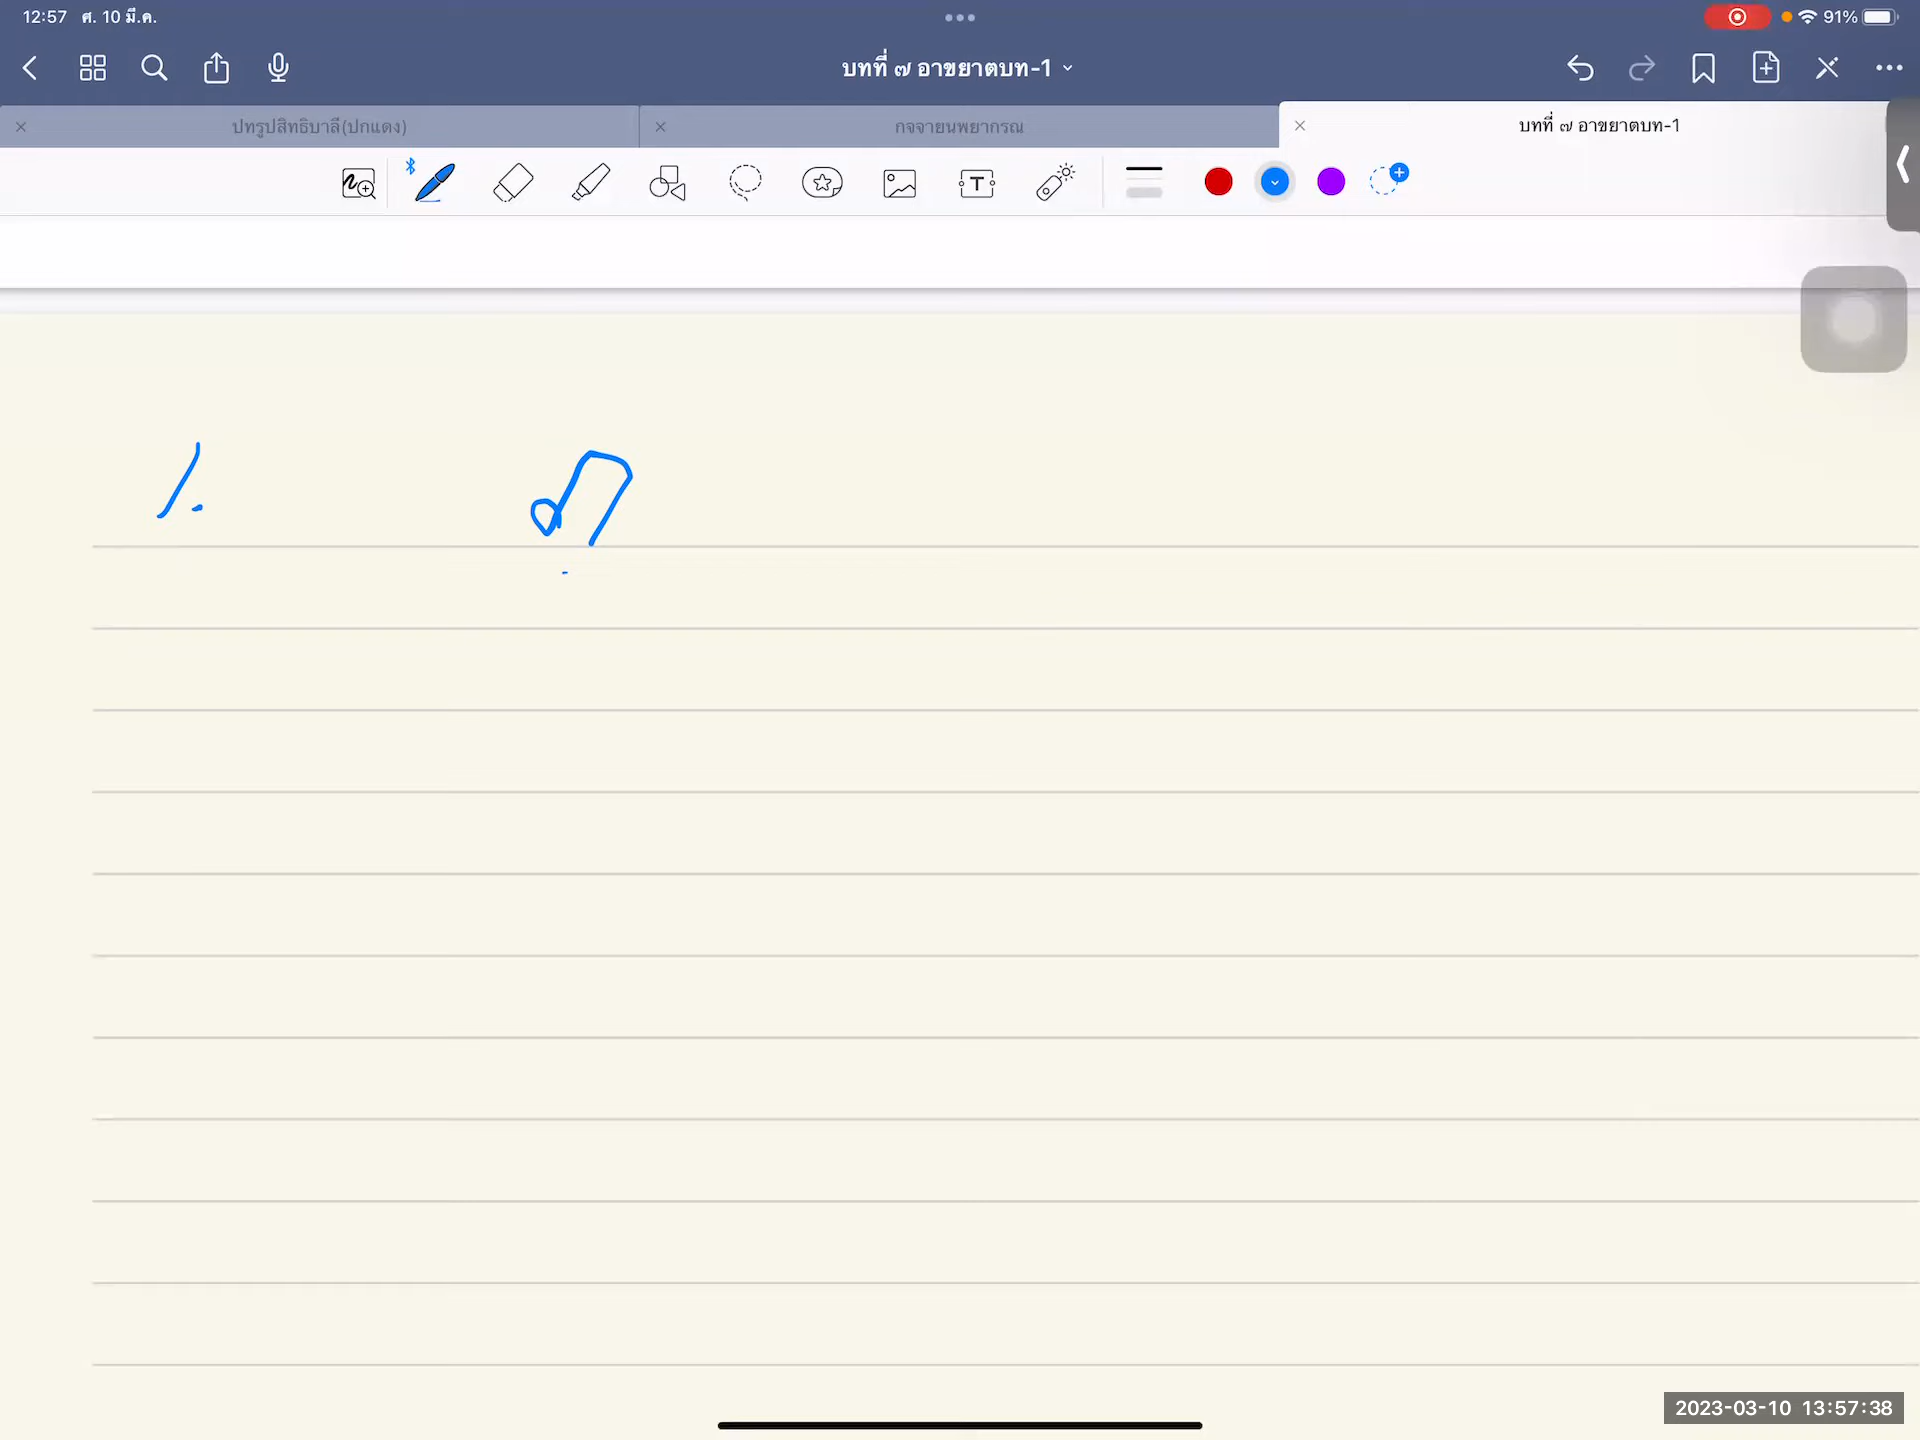 12:57 ศ. 10 มี.ค. 91%
บทที่ ๗ อาขยาตบท-1
ปทรูปสิทธิบาลี(ปกแดง) กจจายนพยากรณ บทที่ ๗ อาขยาตบท-1
T
1.
2023-03-10 13:57:38